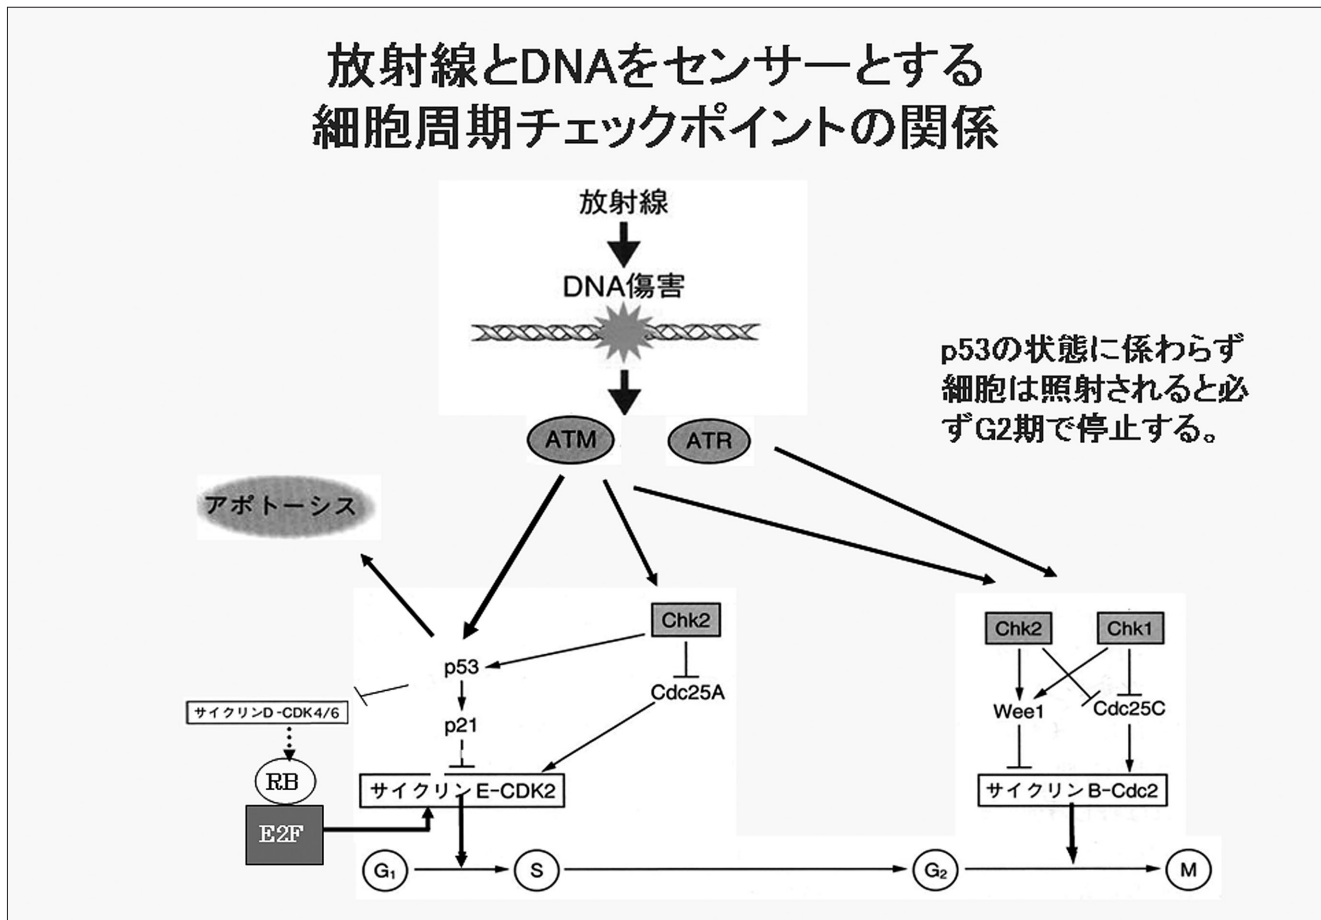 放射線とDNAをセンサーとする
細胞周期チェックポイントの関係
放射線
DNA傷害
p53の状態に係わらず
細胞は照射されると必
ずG2期で停止する。
ATM
ATR
アポトーシス
Chk2
p53
Cdc25A
サイクリンD-CDK4/6
p21
RB
サイクリンE-CDK2
E2F
Chk2
Chk1
Wee1
Cdc25C
サイクリンB-Cdc2
G₁
S
G₂
M